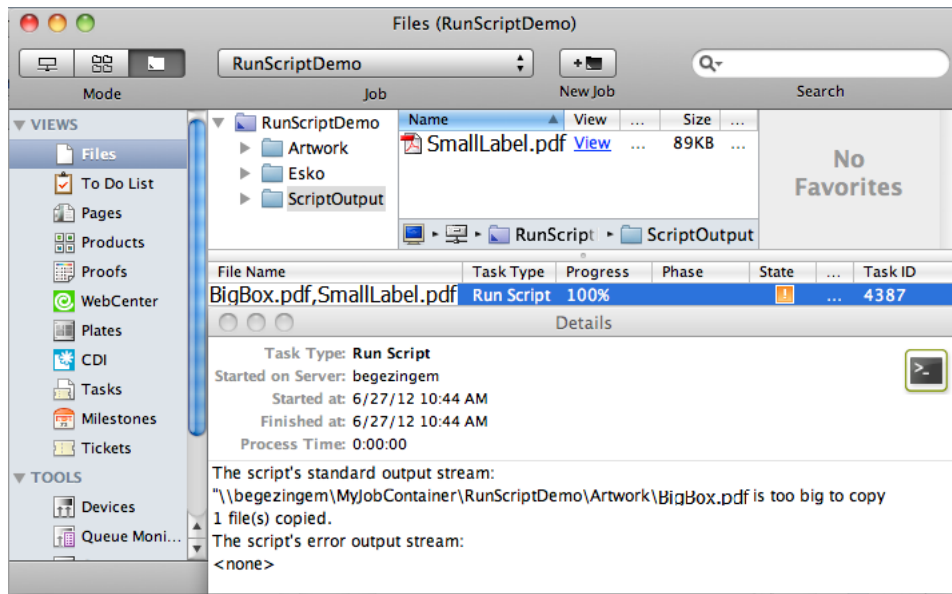 Files (RunScriptDemo)
RunScriptDemo
Mode
Job
New Job
Search
VIEWS
Files
To Do List
Pages
Products
Proofs
WebCenter
Plates
CDI
Tasks
Milestones
Tickets
TOOLS
Devices
Queue Moni...
RunScriptDemo
Artwork
Esko
ScriptOutput
Name View ... Size ...
SmallLabel.pdf View ... 89KB ...
RunScript ScriptOutput
No
Favorites
File Name Task Type Progress Phase State ... Task ID
BigBox.pdf,SmallLabel.pdf Run Script 100% ... 4387
Details
Task Type: Run Script
Started on Server: begezingem
Started at: 6/27/12 10:44 AM
Finished at: 6/27/12 10:44 AM
Process Time: 0:00:00
The script's standard output stream:
"\\begezingem\MyJobContainer\RunScriptDemo\Artwork\BigBox.pdf is too big to copy
1 file(s) copied.
The script's error output stream:
<none>